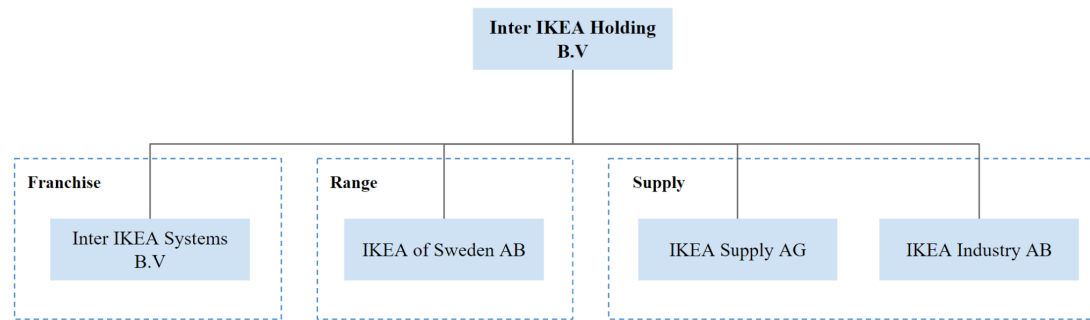 Inter IKEA Holding
B.V
Franchise
Range
Supply
Inter IKEA Systems
B.V
IKEA of Sweden AB
IKEA Supply AG
IKEA Industry AB